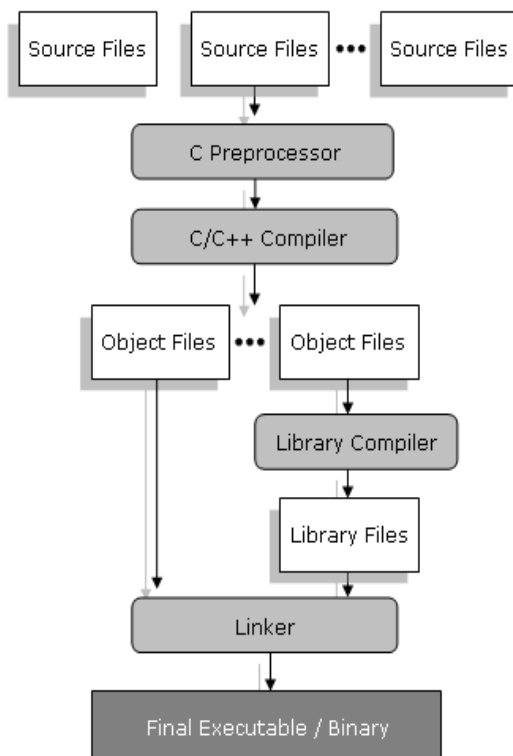 Source Files
Source Files
Source Files
C Preprocessor
C/C++ Compiler
Object Files
Object Files
Library Compiler
Library Files
Linker
Final Executable / Binary